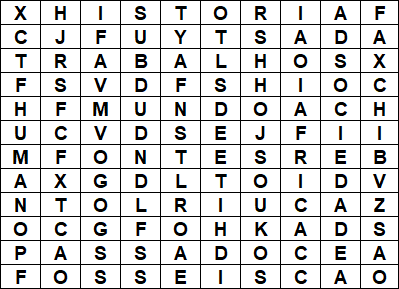 X H I S T O R I A F
C J F U Y T S A D A
T R A B A L H O S X
F S V D F S H I O C
H F M U N D O A C H
U C V D S E J F I I
M F O N T E S R E B
A X G D L T O I D V
N T O L R I U C A Z
O C G F O H K A D S
P A S S A D O C E A
F O S S E I S C A O